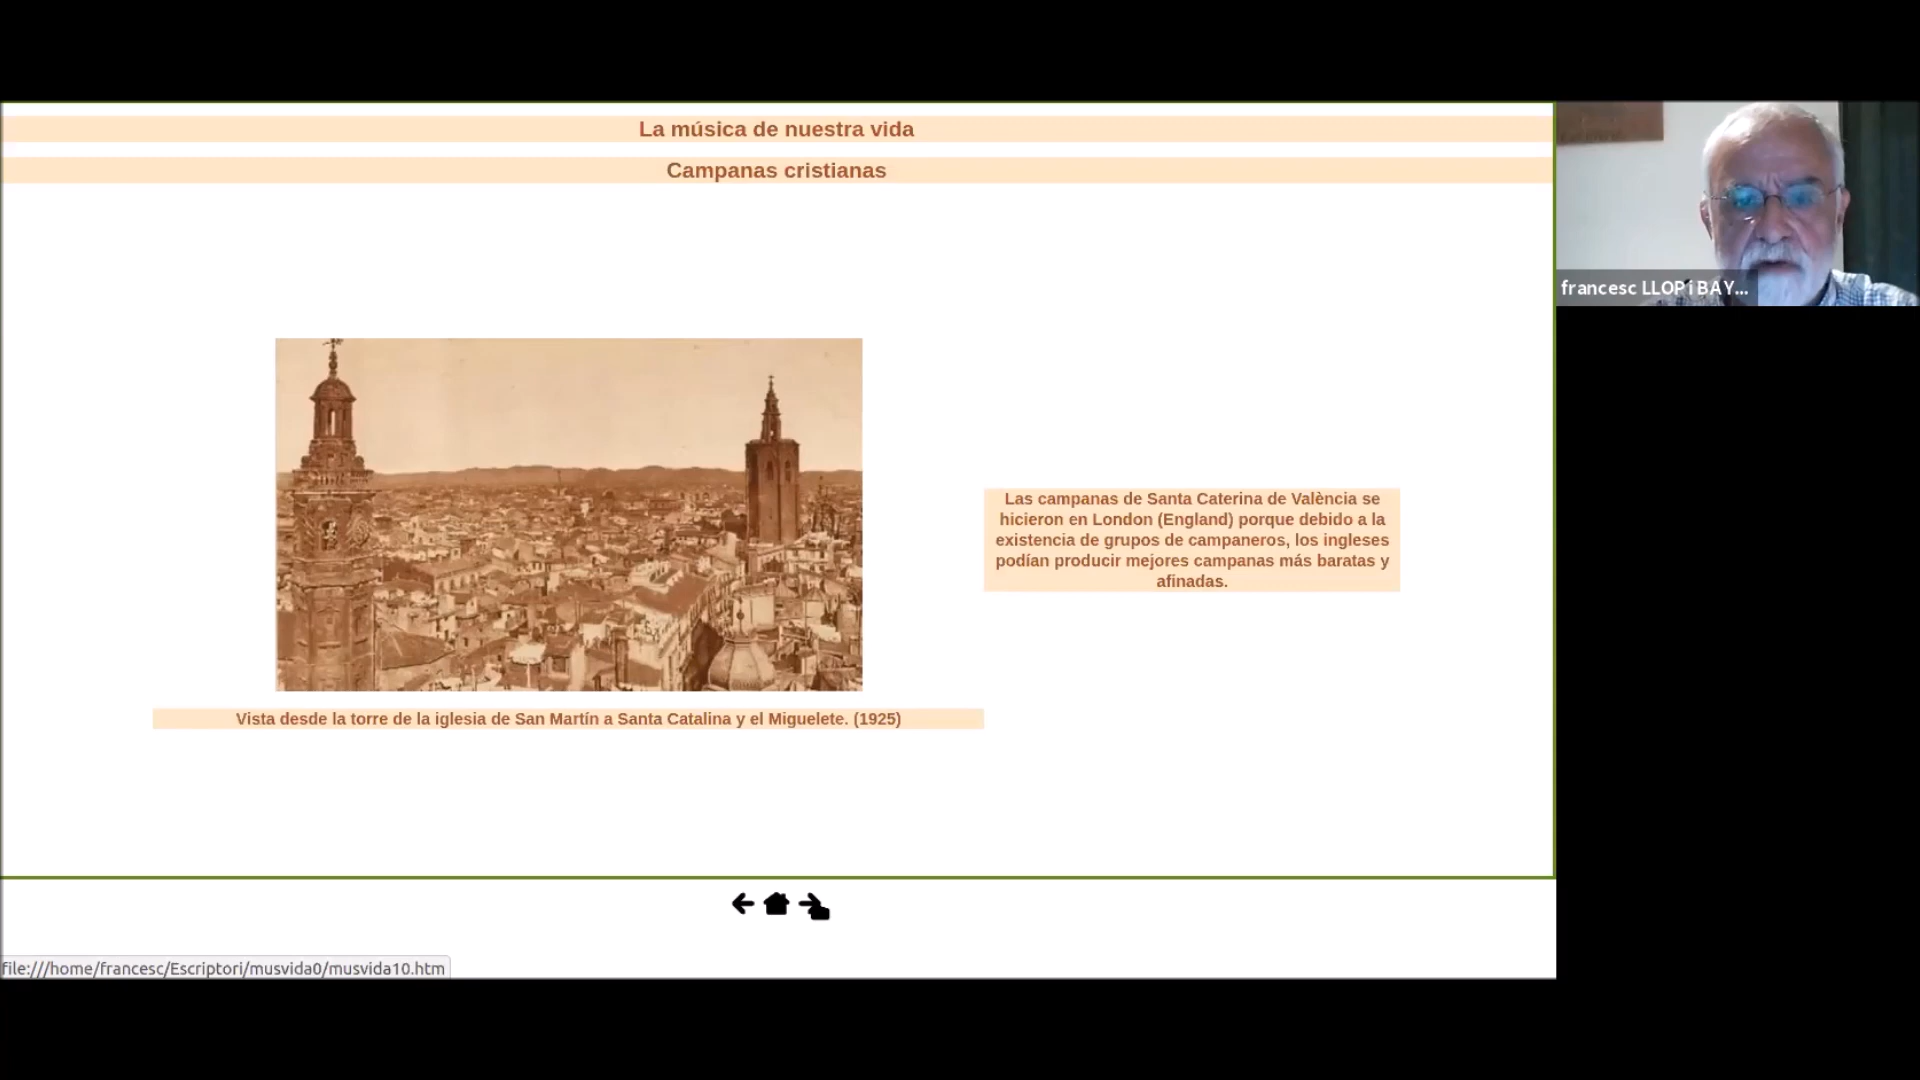 La música de nuestra vida
Campanas cristianas
francesc LLOP i BAY...
Las campanas de Santa Caterina de València se
hicieron en London (England) porque debido a la
existencia de grupos de campaneros, los ingleses
podían producir mejores campanas más baratas y
afinadas.
Vista desde la torre de la iglesia de San Martín a Santa Catalina y el Miguelete. (1925)
file:///home/francesc/Escriptori/musvida0/musvida10.htm